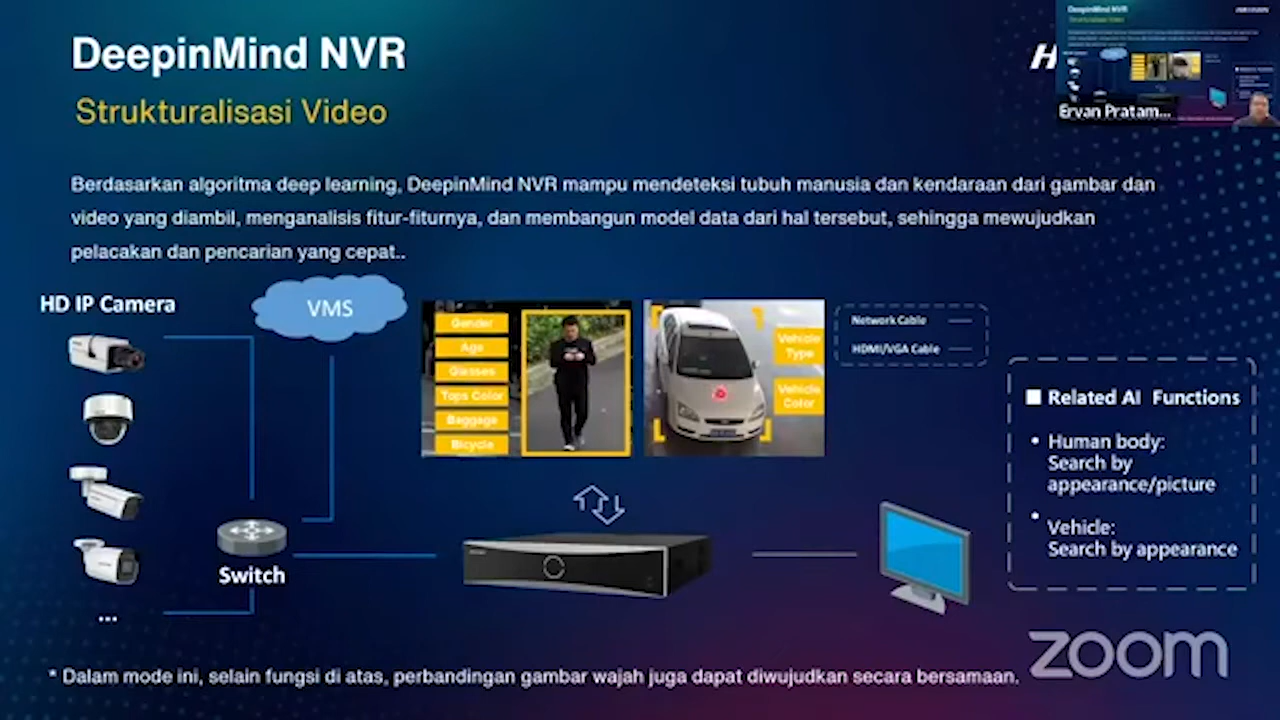 DeepinMind NVR
Strukturalisasi Video
Ervan Pratam...
Berdasarkan algoritma deep learning, DeepinMind NVR mampu mendeteksi tubuh manusia dan kendaraan dari gambar dan
video yang diambil, menganalisis fitur-fiturnya, dan membangun model data dari hal tersebut, sehingga mewujudkan
pelacakan dan pencarian yang cepat..
HD IP Camera
VMS
Gender
Age
Glasses
Tops Color
Baggage
Bicycle
Vehicle
Type
Vehicle
Color
Network Cable
HDMI/VGA Cable
Related AI Functions
• Human body:
Search by
appearance/picture
• Vehicle:
Search by appearance
Switch
...
zoom
* Dalam mode ini, selain fungsi di atas, perbandingan gambar wajah juga dapat diwujudkan secara bersamaan.